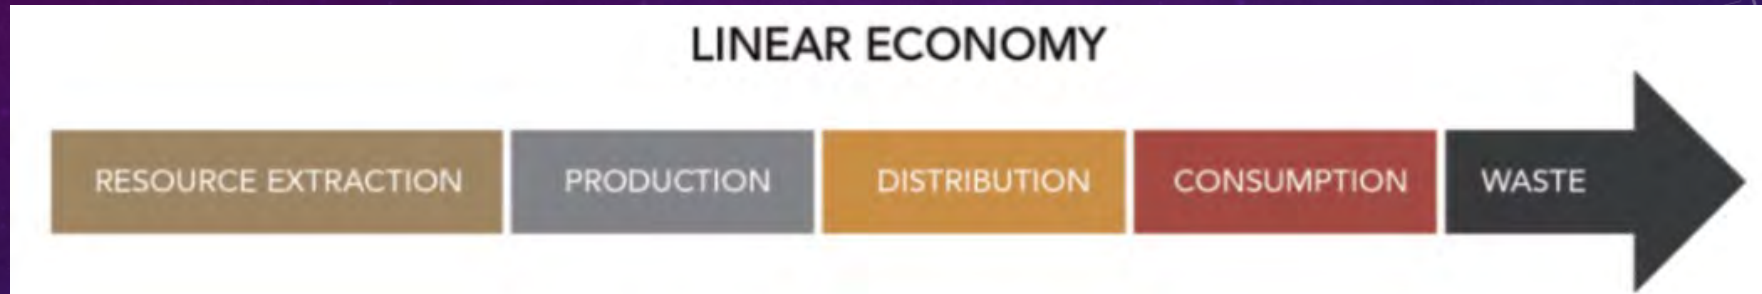 LINEAR ECONOMY
RESOURCE EXTRACTION PRODUCTION DISTRIBUTION CONSUMPTION WASTE